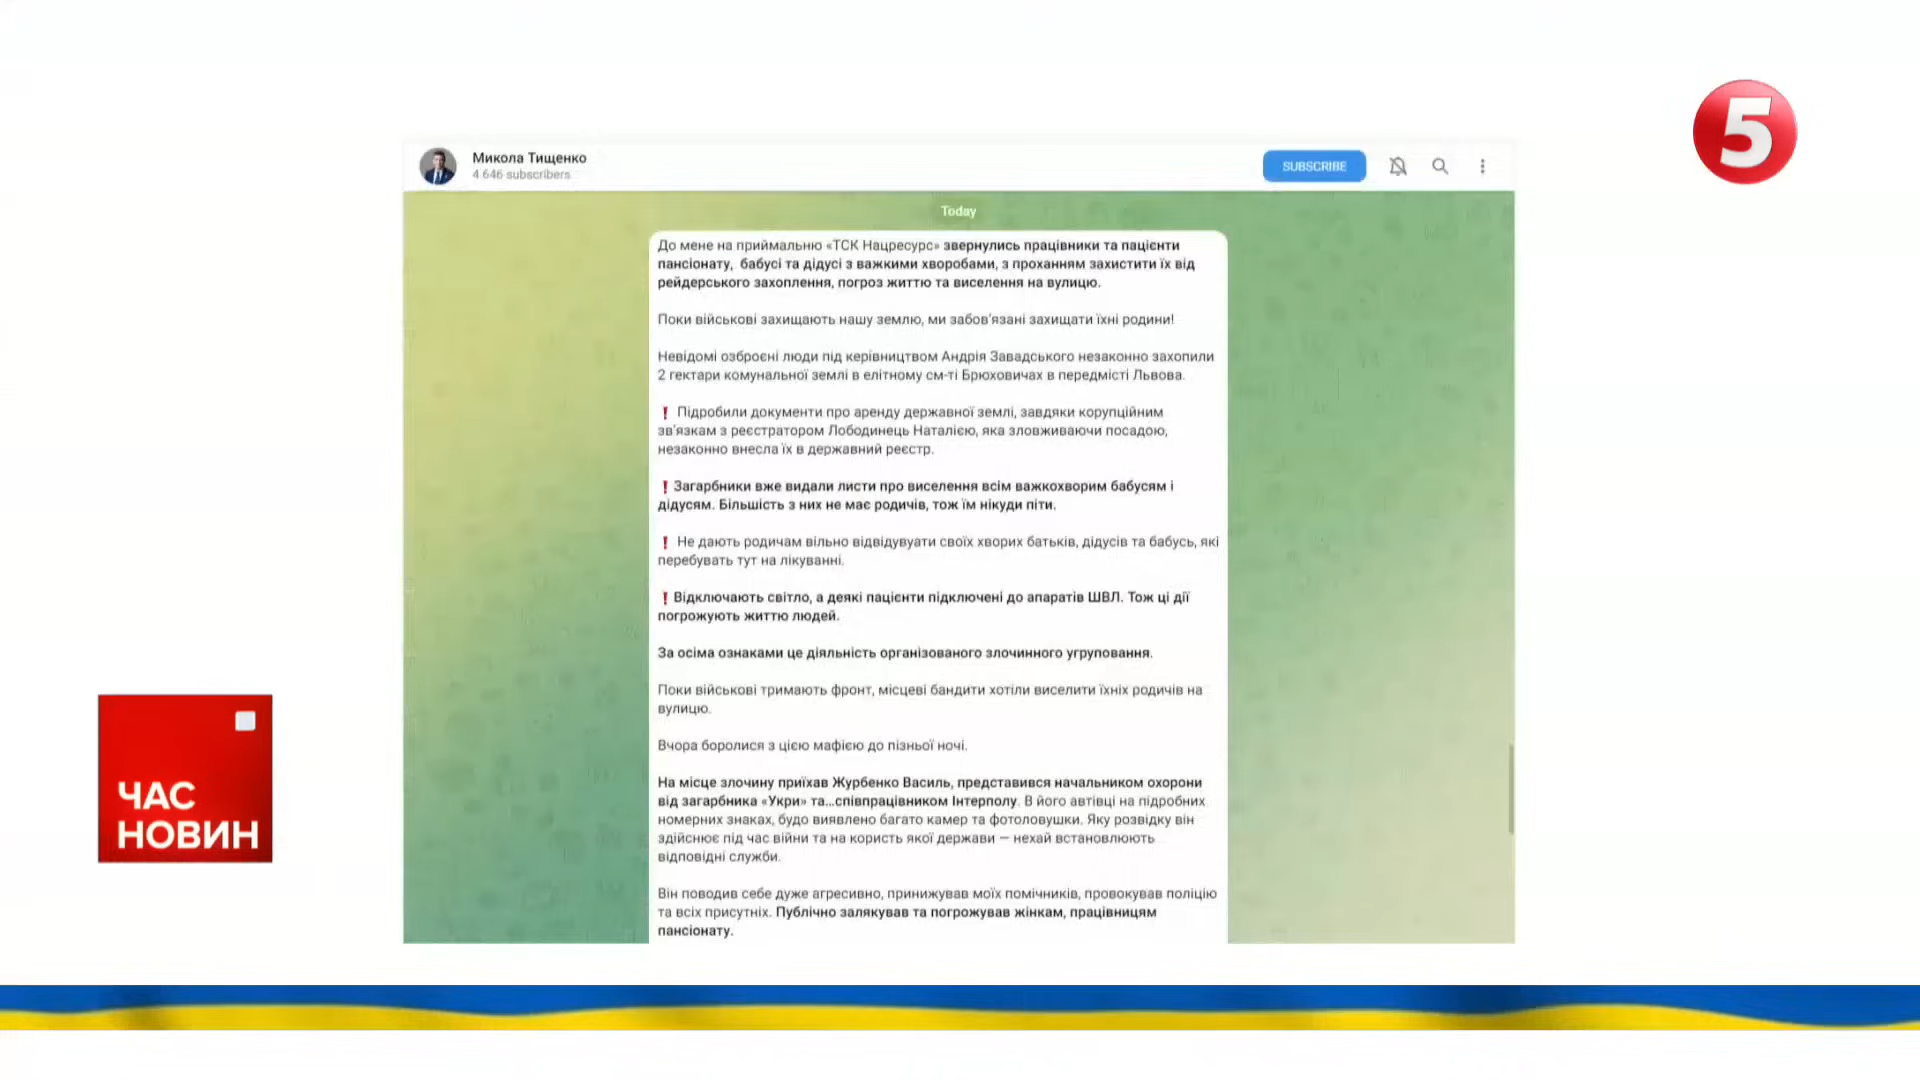 5
Микола Тищенко
4 646 subscribers
SUBSCRIBE
Today
До мене на приймальню «ТСК Нацресурс» звернулись працівники та пацієнти
пансіонату, бабусі та дідусі з важкими хворобами, з проханням захистити їх від
рейдерського захоплення, погроз життю та виселення на вулицю.
Поки військові захищають нашу землю, ми забов'язані захищати їхні родини!
Невідомі озброєні люди під керівництвом Андрія Завадського незаконно захопили
2 гектари комунальної землі в елітному см-ті Брюховичах в передмісті Львова.
❗ Підробили документи про аренду державної землі, завдяки корупційним
зв'язкам з реєстратором Лободинець Наталією, яка зловживаючи посадою,
незаконно внесла їх в державний реєстр.
❗Загарбники вже видали листи про виселення всім важкохворим бабусям і
дідусям. Більшість з них не має родичів, тож їм нікуди піти.
❗ Не дають родичам вільно відвідувуати своїх хворих батьків, дідусів та бабусь, які
перебувать тут на лікуванні.
❗Відключають світло, а деякі пацієнти підключені до апаратів ШВЛ. Тож ці дії
погрожують життю людей.
За осіма ознаками це діяльність організованого злочинного угруповання.
Поки військові тримають фронт, місцеві бандити хотіли виселити їхніх родичів на
вулицю.
Вчора боролися з цією мафією до пізньої ночі.
На місце злочину приїхав Журбенко Василь, представився начальником охорони
від загарбника «Укри» та...співпрацівником Інтерполу. В його автівці на підробних
номерних знаках, будо виявлено багато камер та фотоловушки. Яку розвідку він
здійснює під час війни та на користь якої держави — нехай встановлюють
відповідні служби.
Він поводив себе дуже агресивно, принижував моїх помічників, провокував поліцію
та всіх присутніх. Публічно залякував та погрожував жінкам, працівницям
пансіонату.
ЧАС
НОВИН